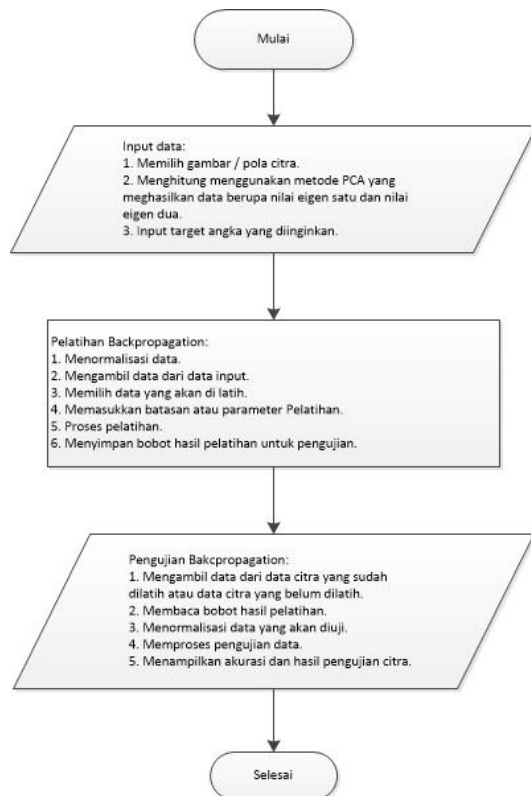 Mulai
Input data:
1. Memilih gambar / pola citra.
2. Menghitung menggunakan metode PCA yang
meghasilkan data berupa nilai eigen satu dan nilai
eigen dua.
3. Input target angka yang diinginkan.
Pelatihan Backpropagation:
1. Menormalisasi data.
2. Mengambil data dari data input.
3. Memilih data yang akan di latih.
4. Memasukkan batasan atau parameter Pelatihan.
5. Proses pelatihan.
6. Menyimpan bobot hasil pelatihan untuk pengujian.
Pengujian Bakcpropagation:
1. Mengambil data dari data citra yang sudah
dilatih atau data citra yang belum dilatih.
2. Membaca bobot hasil pelatihan.
3. Menormalisasi data yang akan diuji.
4. Memproses pengujian data.
5. Menampilkan akurasi dan hasil pengujian citra.
Selesai